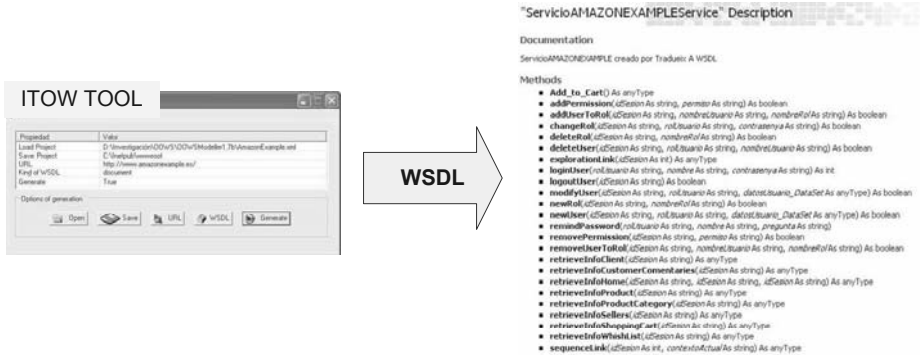 ITOW TOOL
Propiedad Valor
Load Project D:\Investigación\OOWS\OOWSModeller1.7b\AmazonExample.xml
Save Project C:\Inetpub\wwwroot
URL http://www.amazonexample.es/
Kind of WSDL document
Generate True
Options of generation
Open Save URL WSDL Generate
WSDL
"ServicioAMAZONEXAMPLEService" Description
Documentation
ServicioAMAZONEXAMPLE creado por Tradueix A WSDL
Methods
Add_to_Cart() As anyType
addPermission(idSesion As string, permiso As string) As boolean
addUserToRol(idSesion As string, nombreUsuario As string, nombreRol As string) As boolean
changeRol(idSesion As string, rolUsuario As string, contrasenya As string) As boolean
deleteRol(idSesion As string, nombreRol As string) As boolean
deleteUser(idSesion As string, rolUsuario As string, nombreUsuario As string) As boolean
explorationLink(idSesion As int) As anyType
loginUser(rolUsuario As string, nombre As string, contrasenya As string) As int
logoutUser(idSesion As string) As boolean
modifyUser(idSesion As string, rolUsuario As string, datosUsuario_DataSet As anyType) As boolean
newRol(idSesion As string, nombreRol As string) As boolean
newUser(idSesion As string, rolUsuario As string, datosUsuario_DataSet As anyType) As boolean
remindPassword(rolUsuario As string, nombre As string, pregunta As string)
removePermission(idSesion As string, permiso As string) As boolean
removeUserToRol(idSesion As string, nombreUsuario As string, nombreRol As string) As boolean
retrieveInfoClient(idSesion As string) As anyType
retrieveInfoCustomerComentaries(idSesion As string) As anyType
retrieveInfoHome(idSesion As string, idSesion As string, idSesion As string) As anyType
retrieveInfoProduct(idSesion As string) As anyType
retrieveInfoProductCategory(idSesion As string) As anyType
retrieveInfoSellers(idSesion As string) As anyType
retrieveInfoShoppingCart(idSesion As string) As anyType
retrieveInfoWhishList(idSesion As string) As anyType
sequenceLink(idSesion As int, contextoActual As string) As anyType